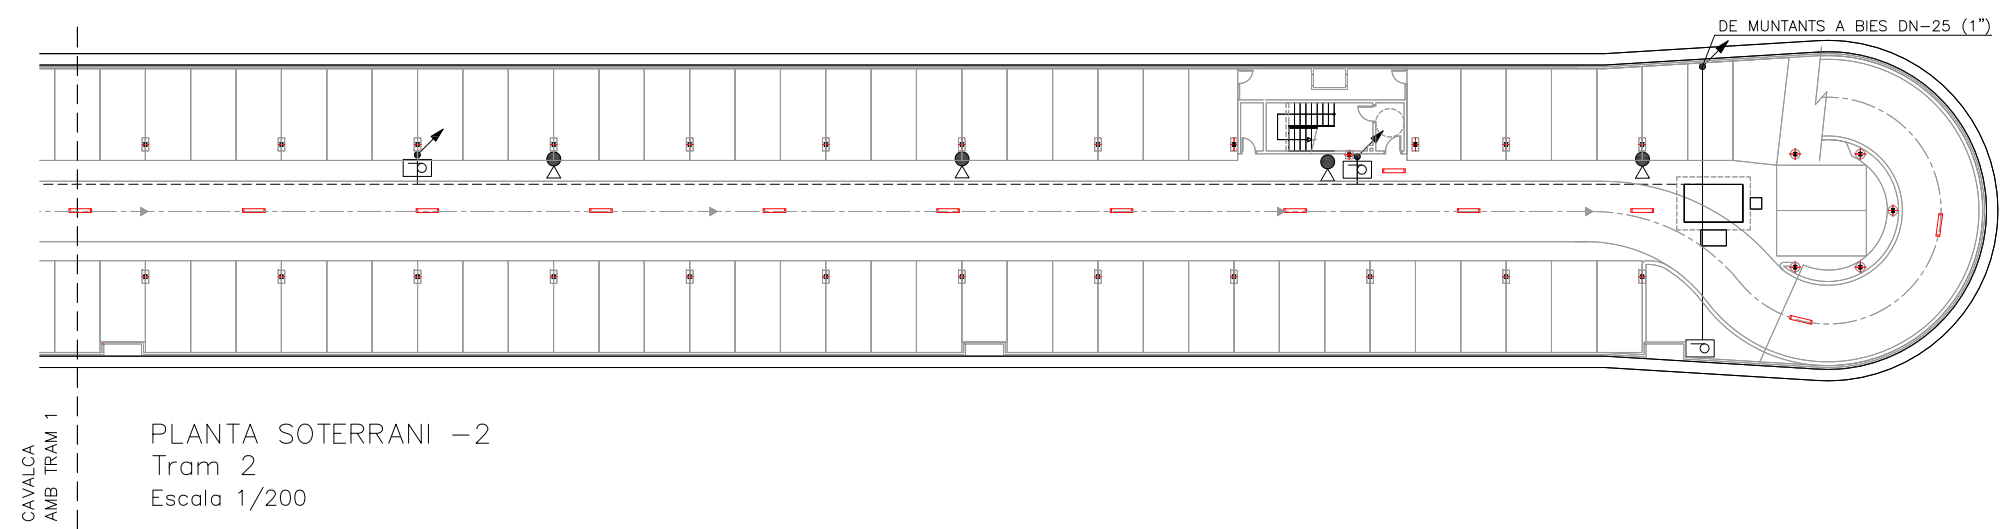 DE MUNTANTS A BIES DN-25 (1")
PLANTA SOTERRANI -2
Tram 2
Escala 1/200
CAVALCA
AMB TRAM 1